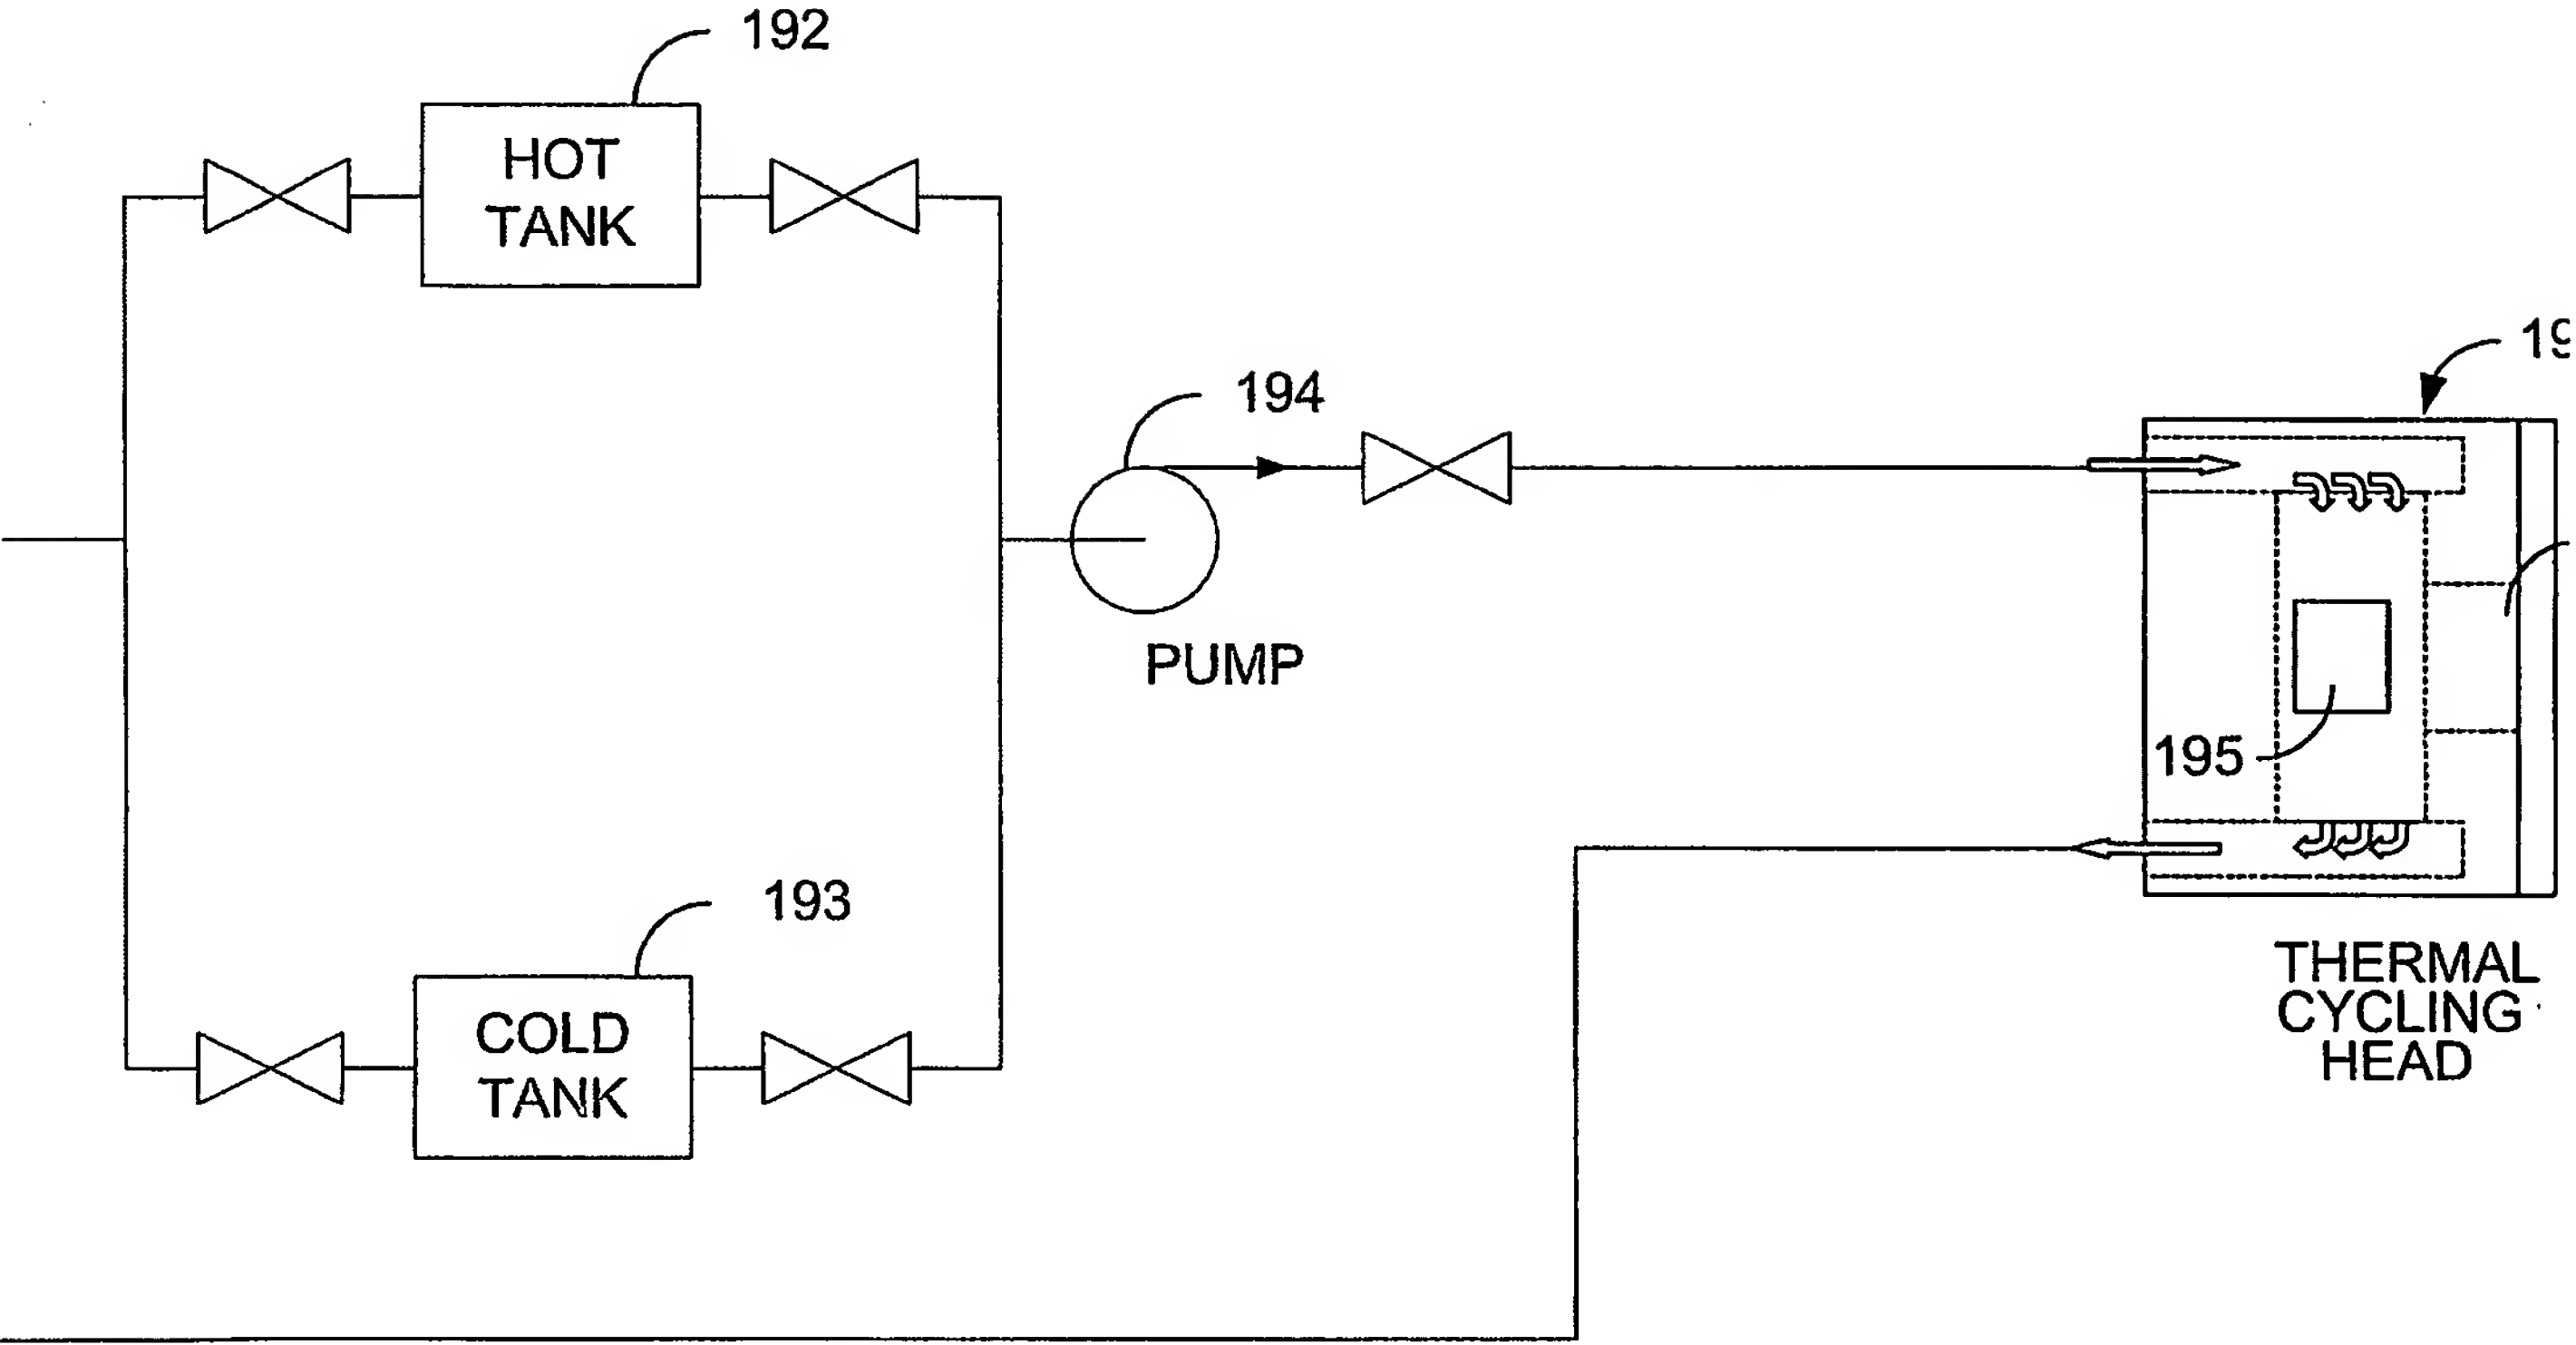 192
HOT
TANK
194
PUMP
195
193
COLD
TANK
THERMAL
CYCLING
HEAD